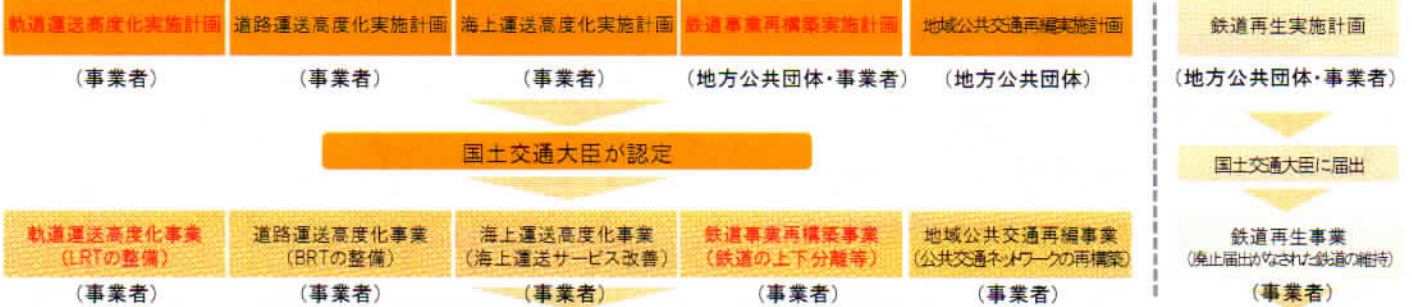 軌道運送高度化実施計画
道路運送高度化実施計画
海上運送高度化実施計画
鉄道事業再構築実施計画
地域公共交通再編実施計画
鉄道再生実施計画
(事業者)
(事業者)
(事業者)
(地方公共団体・事業者)
(地方公共団体)
(地方公共団体・事業者)
国土交通大臣が認定
国土交通大臣に届出
軌道運送高度化事業
(LRTの整備)
道路運送高度化事業
(BRTの整備)
海上運送高度化事業
(海上運送サービス改善)
鉄道事業再構築事業
(鉄道の上下分離等)
地域公共交通再編事業
(公共交通ネットワークの再構築)
鉄道再生事業
(廃止届出がなされた鉄道の維持)
(事業者)
(事業者)
(事業者)
(事業者)
(事業者)
(事業者)